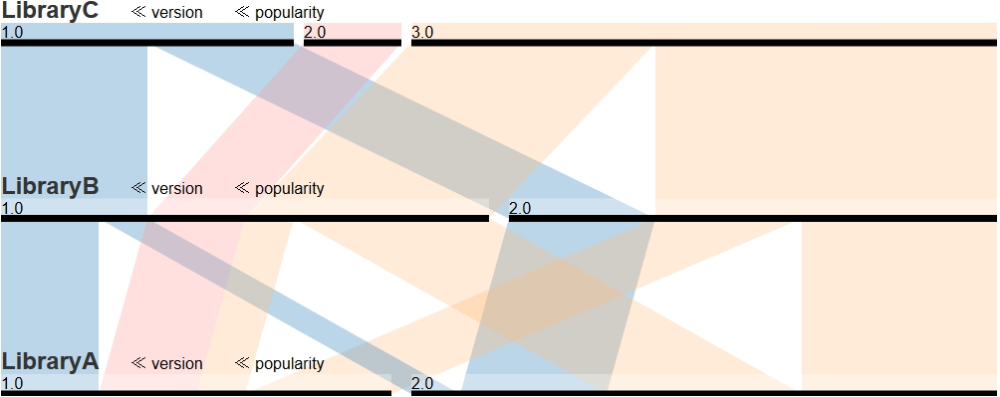 LibraryC ≪ version ≪ popularity
1.0 2.0 3.0
LibraryB ≪ version ≪ popularity
1.0 2.0
LibraryA ≪ version ≪ popularity
1.0 2.0